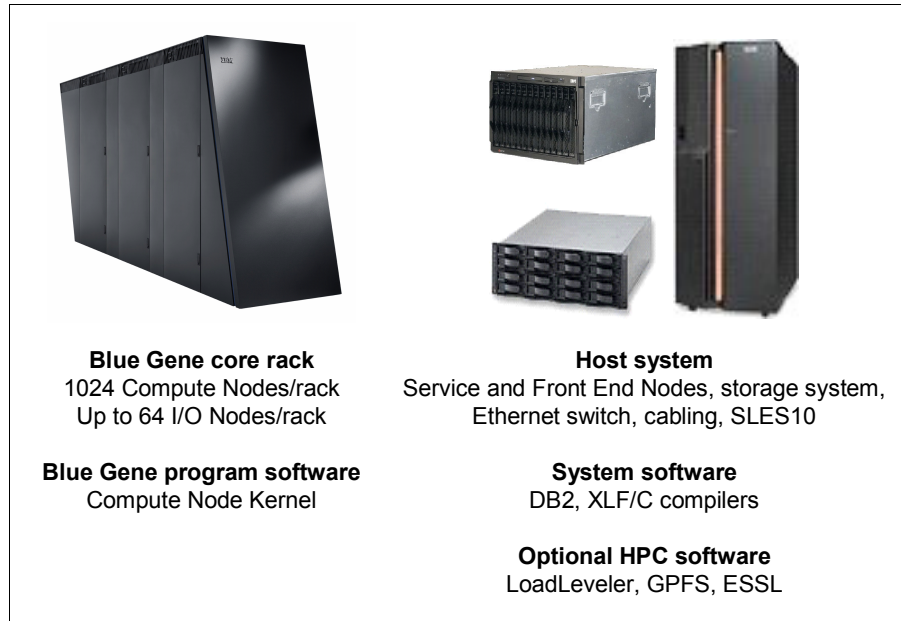 Blue Gene core rack
1024 Compute Nodes/rack
Up to 64 I/O Nodes/rack
Blue Gene program software
Compute Node Kernel
Host system
Service and Front End Nodes, storage system,
Ethernet switch, cabling, SLES10
System software
DB2, XLF/C compilers
Optional HPC software
LoadLeveler, GPFS, ESSL